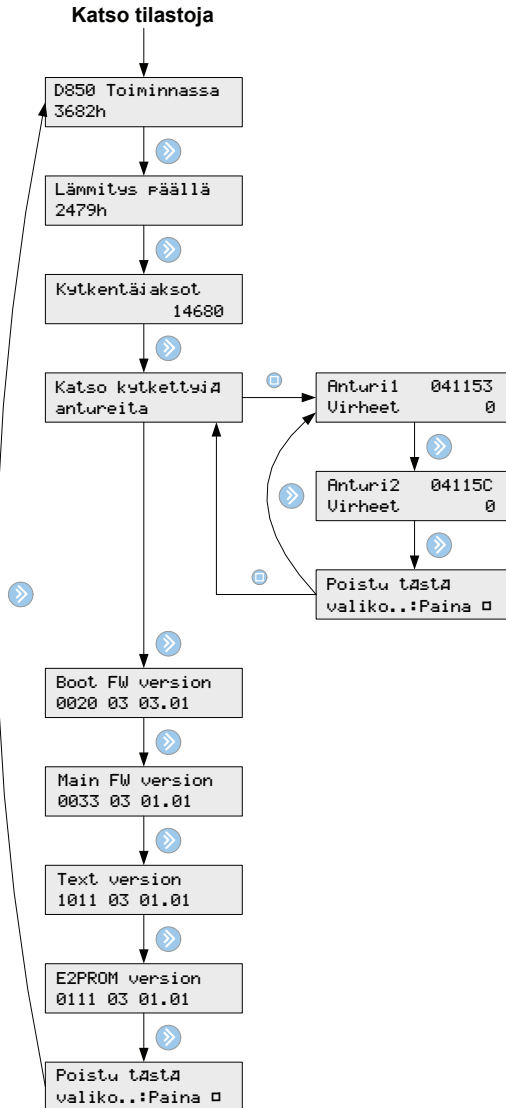 Katso tilastoja
D850 Toiminnassa
3682h
Lämmitys päällä
2479h
Kytkentäjaksot
14680
Katso kytkettyjä
antureita
Anturi1 041153
Virheet 0
Anturi2 04115C
Virheet 0
Poistu tästä
valiko..:Paina □
Boot FW version
0020 03 03.01
Main FW version
0033 03 01.01
Text version
1011 03 01.01
E2PROM version
0111 03 01.01
Poistu tästä
valiko..:Paina □